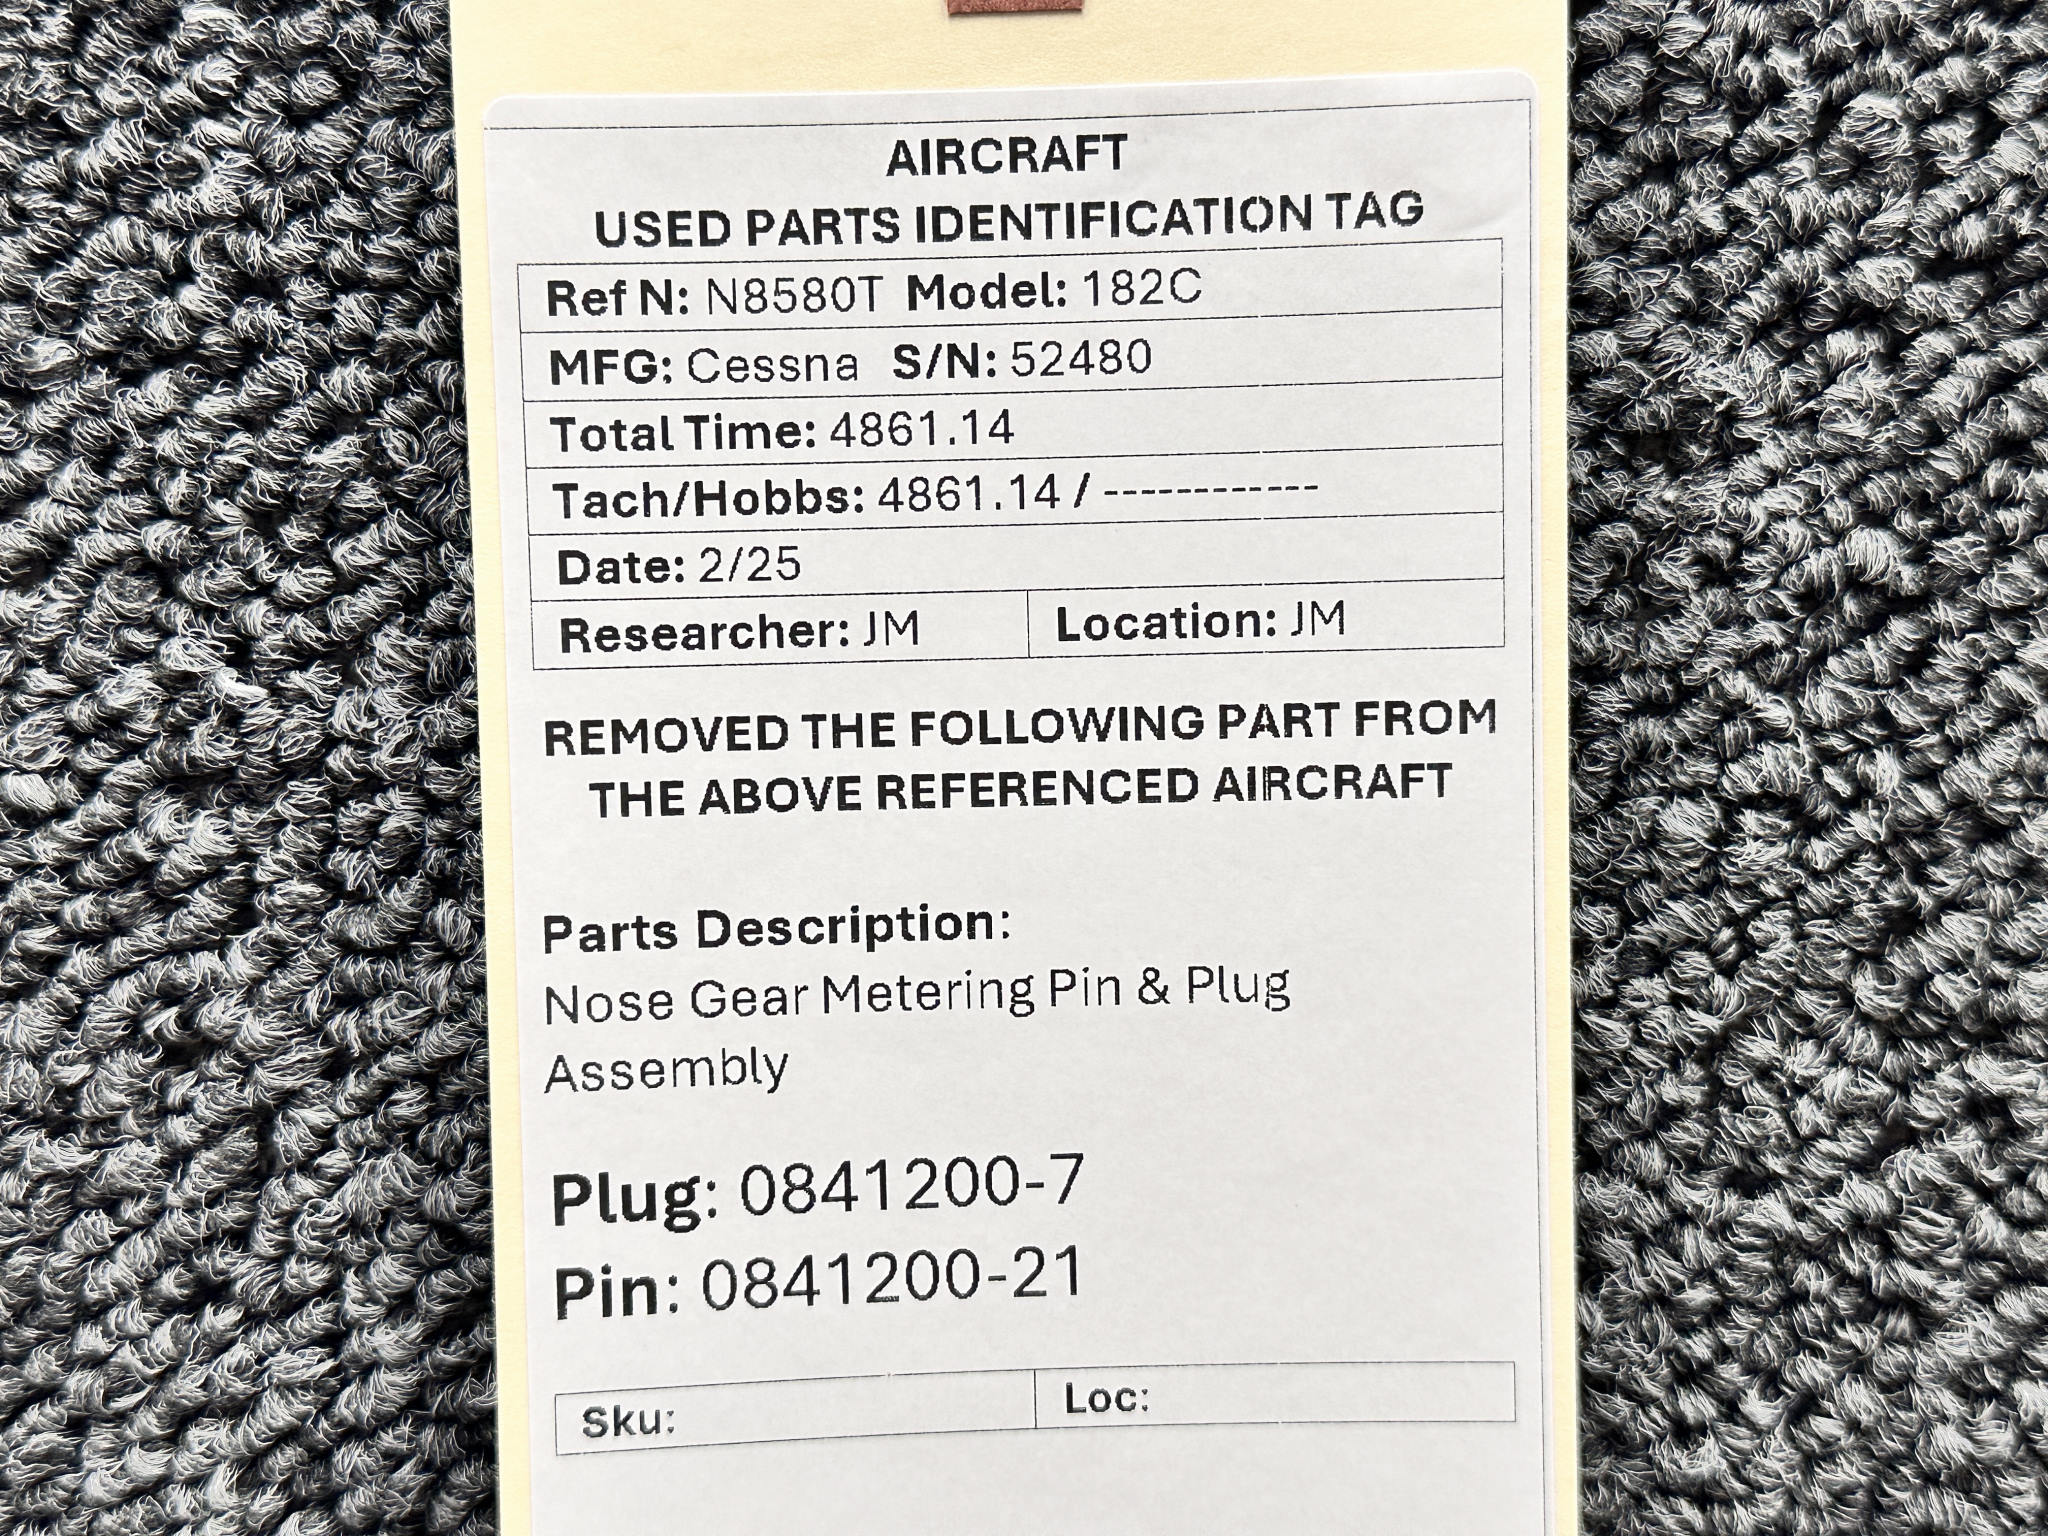 AIRCRAFT
USED PARTS IDENTIFICATION TAG
Ref N: N8580T Model: 182C
MFG: Cessna S/N: 52480
Total Time: 4861.14
Tach/Hobbs: 4861.14 / ------------
Date: 2/25
Researcher: JM Location: JM
REMOVED THE FOLLOWING PART FROM
THE ABOVE REFERENCED AIRCRAFT
Parts Description:
Nose Gear Metering Pin & Plug
Assembly
Plug: 0841200-7
Pin: 0841200-21
Sku: Loc: